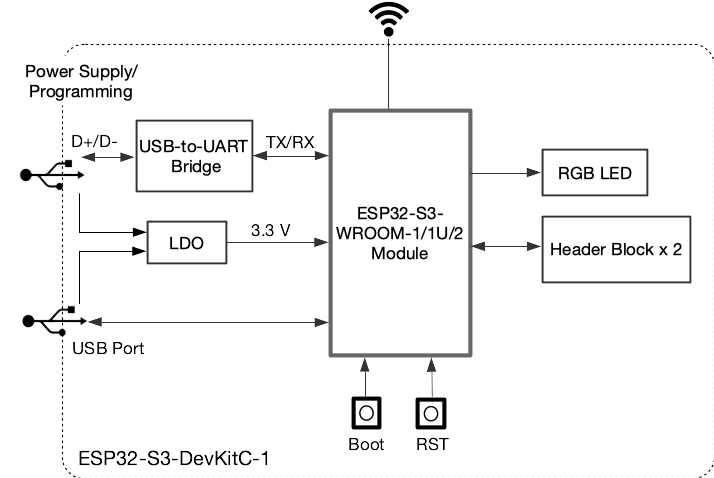 Power Supply/
Programming
D+/D-
USB-to-UART
Bridge
TX/RX
RGB LED
ESP32-S3-
WROOM-1/1U/2
Module
LDO
3.3 V
Header Block x 2
USB Port
Boot
RST
ESP32-S3-DevKitC-1